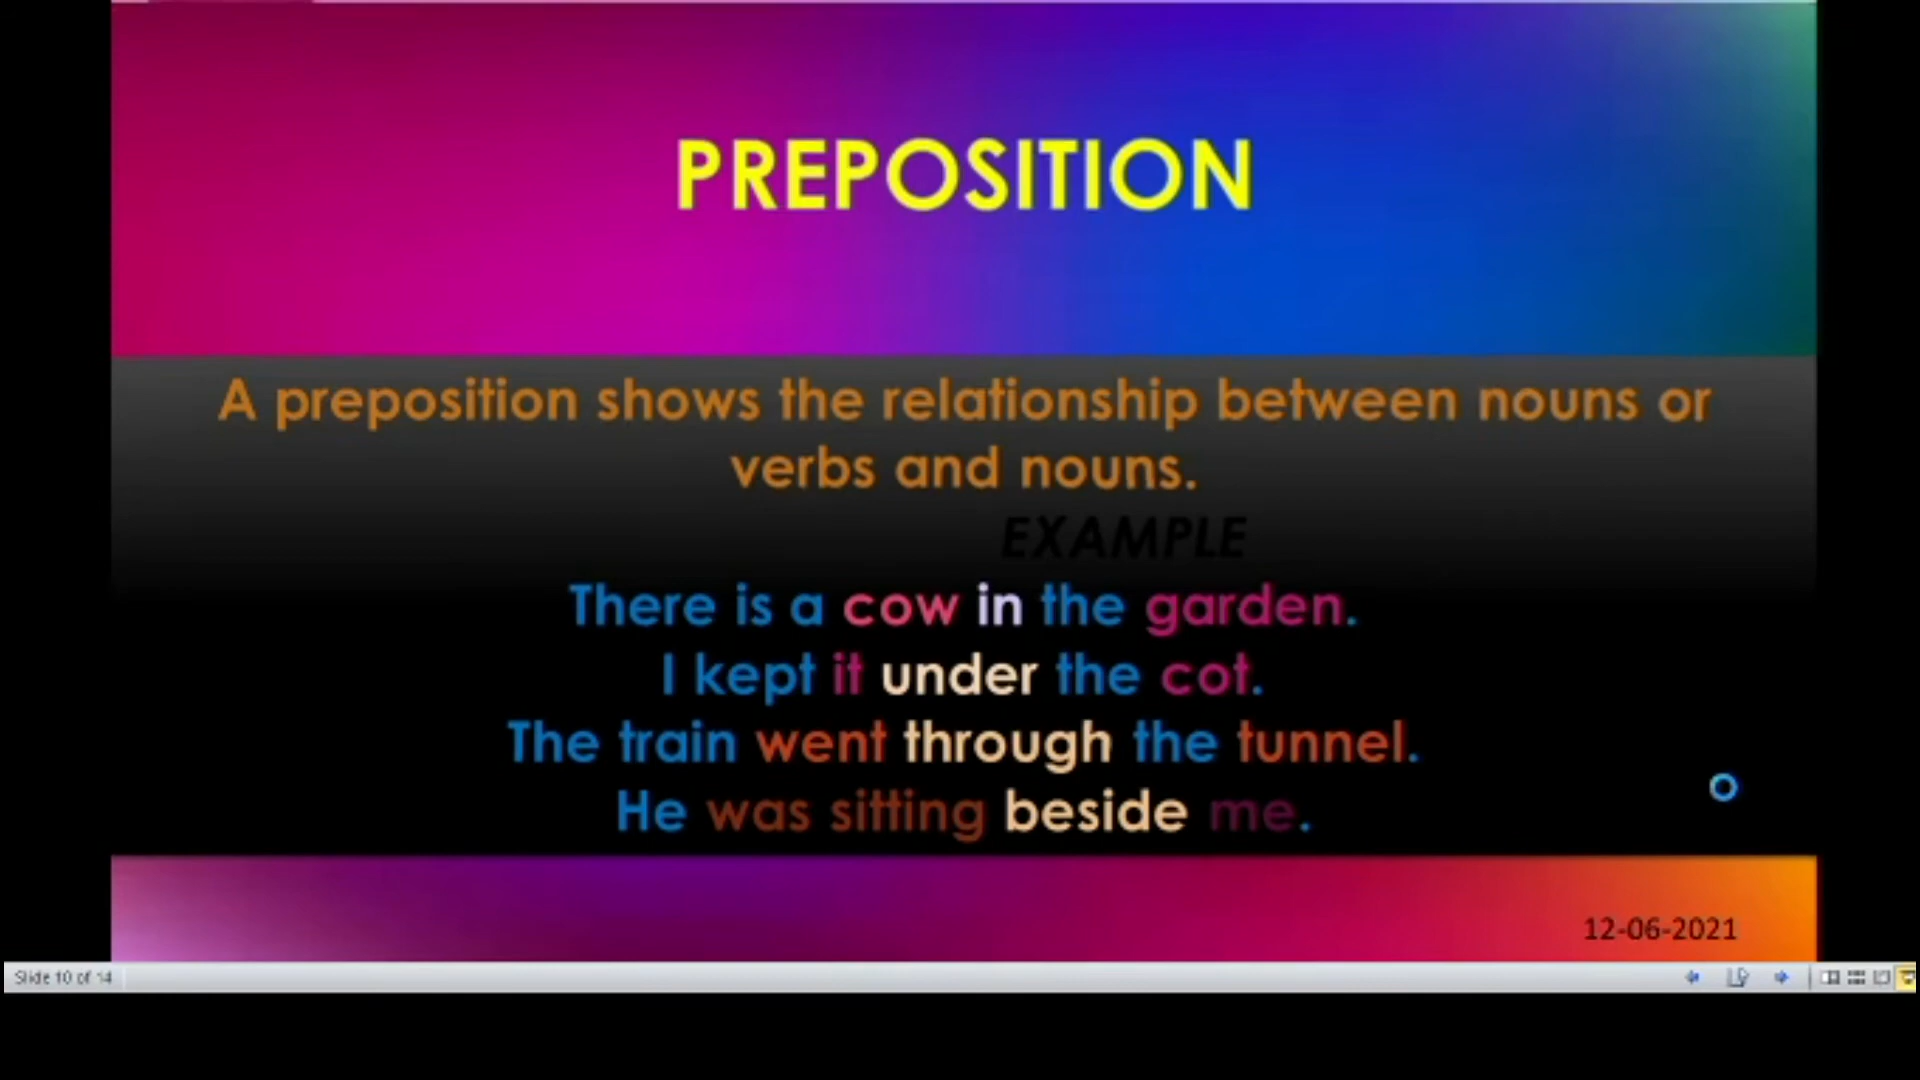 PREPOSITION
A preposition shows the relationship between nouns or
verbs and nouns.
EXAMPLE
There is a cow in the garden.
I kept it under the cot.
The train went through the tunnel.
He was sitting beside me.
12-06-2021
Slide 10 of 14